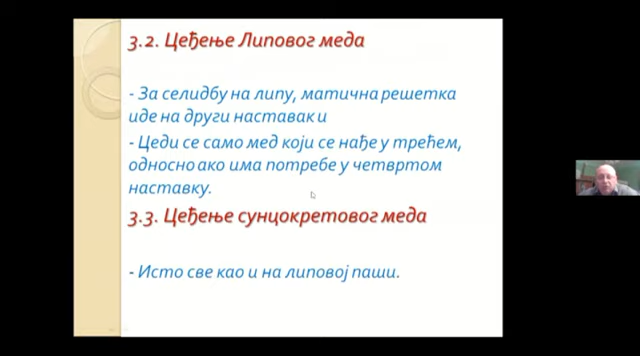 3.2. Цеђење Липовог меда
- За селидбу на липу, матична решетка
иде на други наставак и
- Цеди се само мед који се нађе у трећем,
односно ако има потребе у четвртом
наставку.
3.3. Цеђење сунцокретовог меда
- Исто све као и на липовој паши.